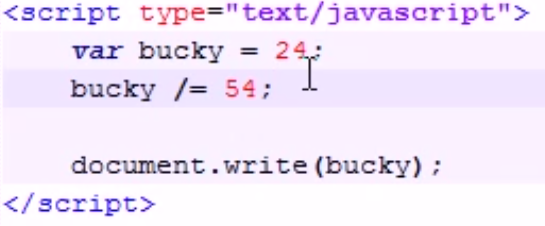 <script type="text/javascript">
var bucky = 24;
bucky /= 54;
document.write(bucky);
</script>